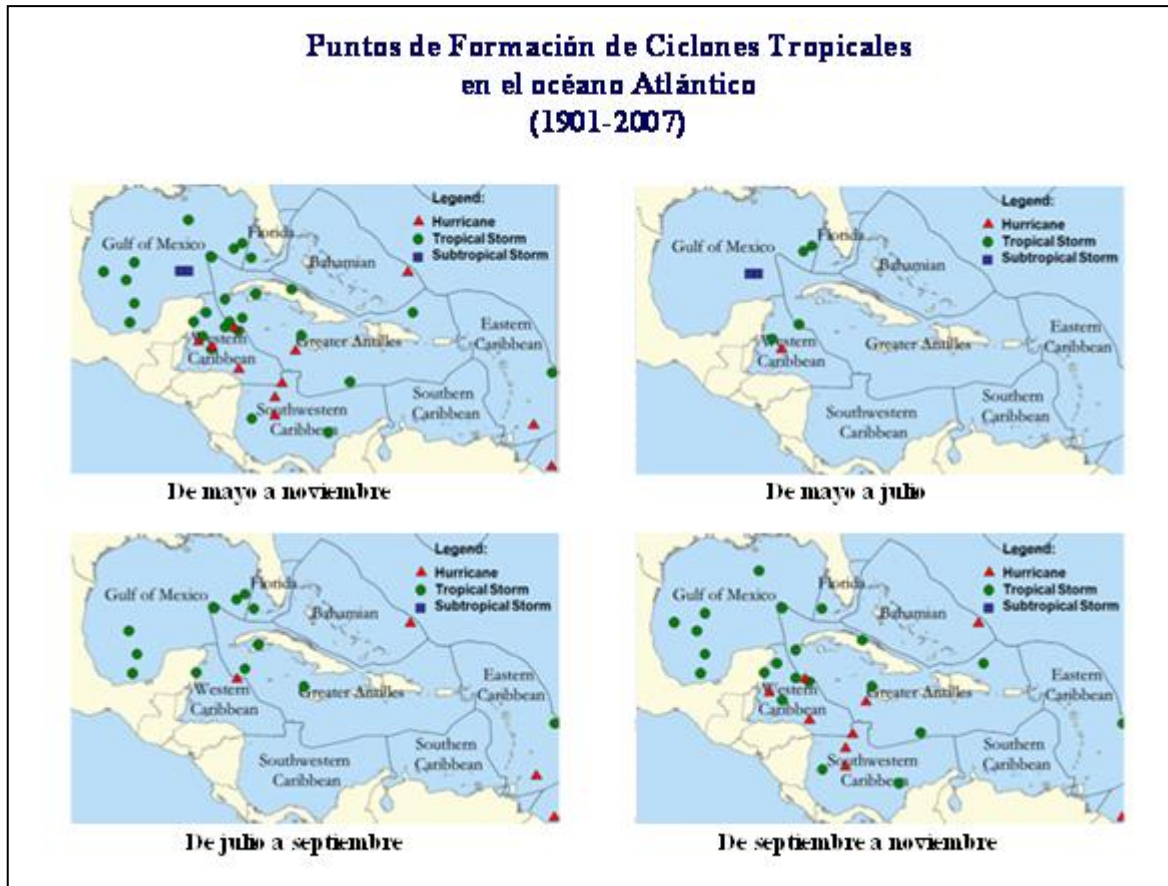 Puntos de Formación de Ciclones Tropicales
en el océano Atlántico
(1901-2007)
Legend:
Hurricane
Tropical Storm
Subtropical Storm
Gulf of Mexico
Florida
Bahamian
Eastern
Caribbean
Western
Caribbean
Greater Antilles
Southern
Caribbean
Southwestern
Caribbean
De mayo a noviembre
Legend:
Hurricane
Tropical Storm
Subtropical Storm
Gulf of Mexico
Florida
Bahamian
Eastern
Caribbean
Western
Caribbean
Greater Antilles
Southern
Caribbean
Southwestern
Caribbean
De mayo a julio
Legend:
Hurricane
Tropical Storm
Subtropical Storm
Gulf of Mexico
Florida
Bahamian
Eastern
Caribbean
Western
Caribbean
Greater Antilles
Southern
Caribbean
Southwestern
Caribbean
De julio a septiembre
Legend:
Hurricane
Tropical Storm
Subtropical Storm
Gulf of Mexico
Florida
Bahamian
Eastern
Caribbean
Western
Caribbean
Greater Antilles
Southern
Caribbean
Southwestern
Caribbean
De septiembre a noviembre